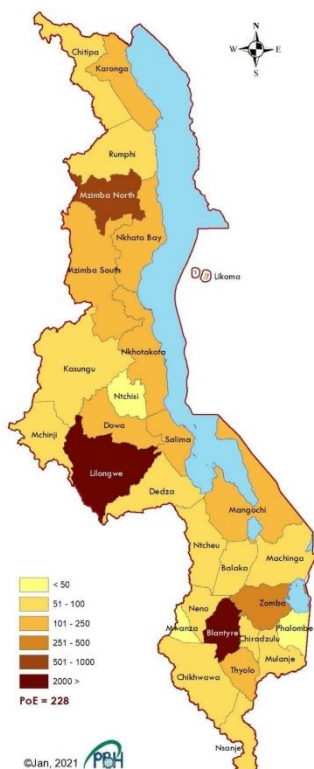 N
W E
S
Chitipa
Karonga
Rumphi
Mzimba North
Nkhata Bay
Likoma
Mzimba South
Nkhotakota
Kasungu
Ntchisi
Dowa
Salima
Mchinji
Lilongwe
Dedza
Mangochi
Ntcheu
Machinga
Balaka
Neno
Zomba
Mwanza
Blantyre
Phalombe
Chiradzulu
Mulanje
Thyolo
Chikhwawa
Nsanje
< 50
51 - 100
101 - 250
251 - 500
501 - 1000
2000 >
PoE = 228
©Jan, 2021